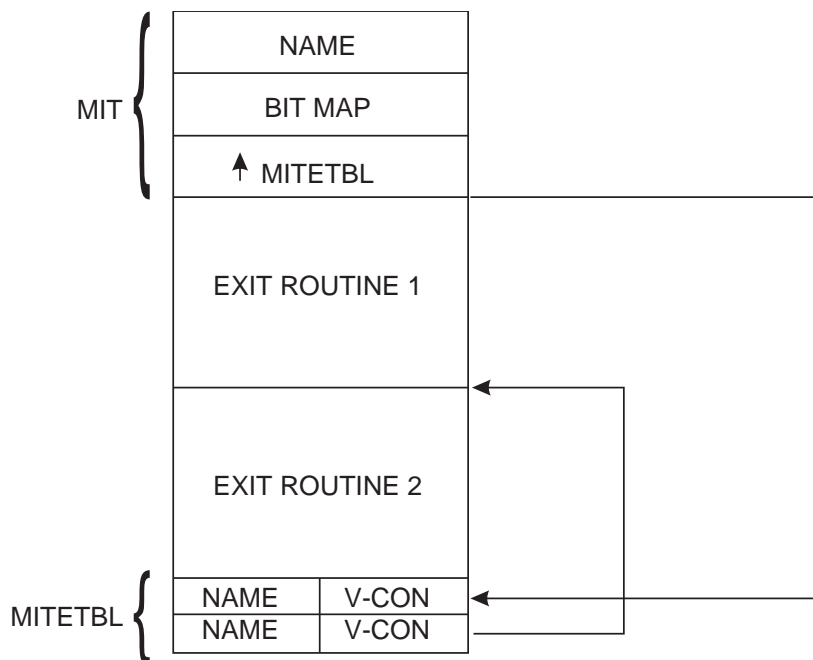 NAME
MIT
BIT MAP
MITETBL
EXIT ROUTINE 1
EXIT ROUTINE 2
MITETBL
NAME V-CON
NAME V-CON